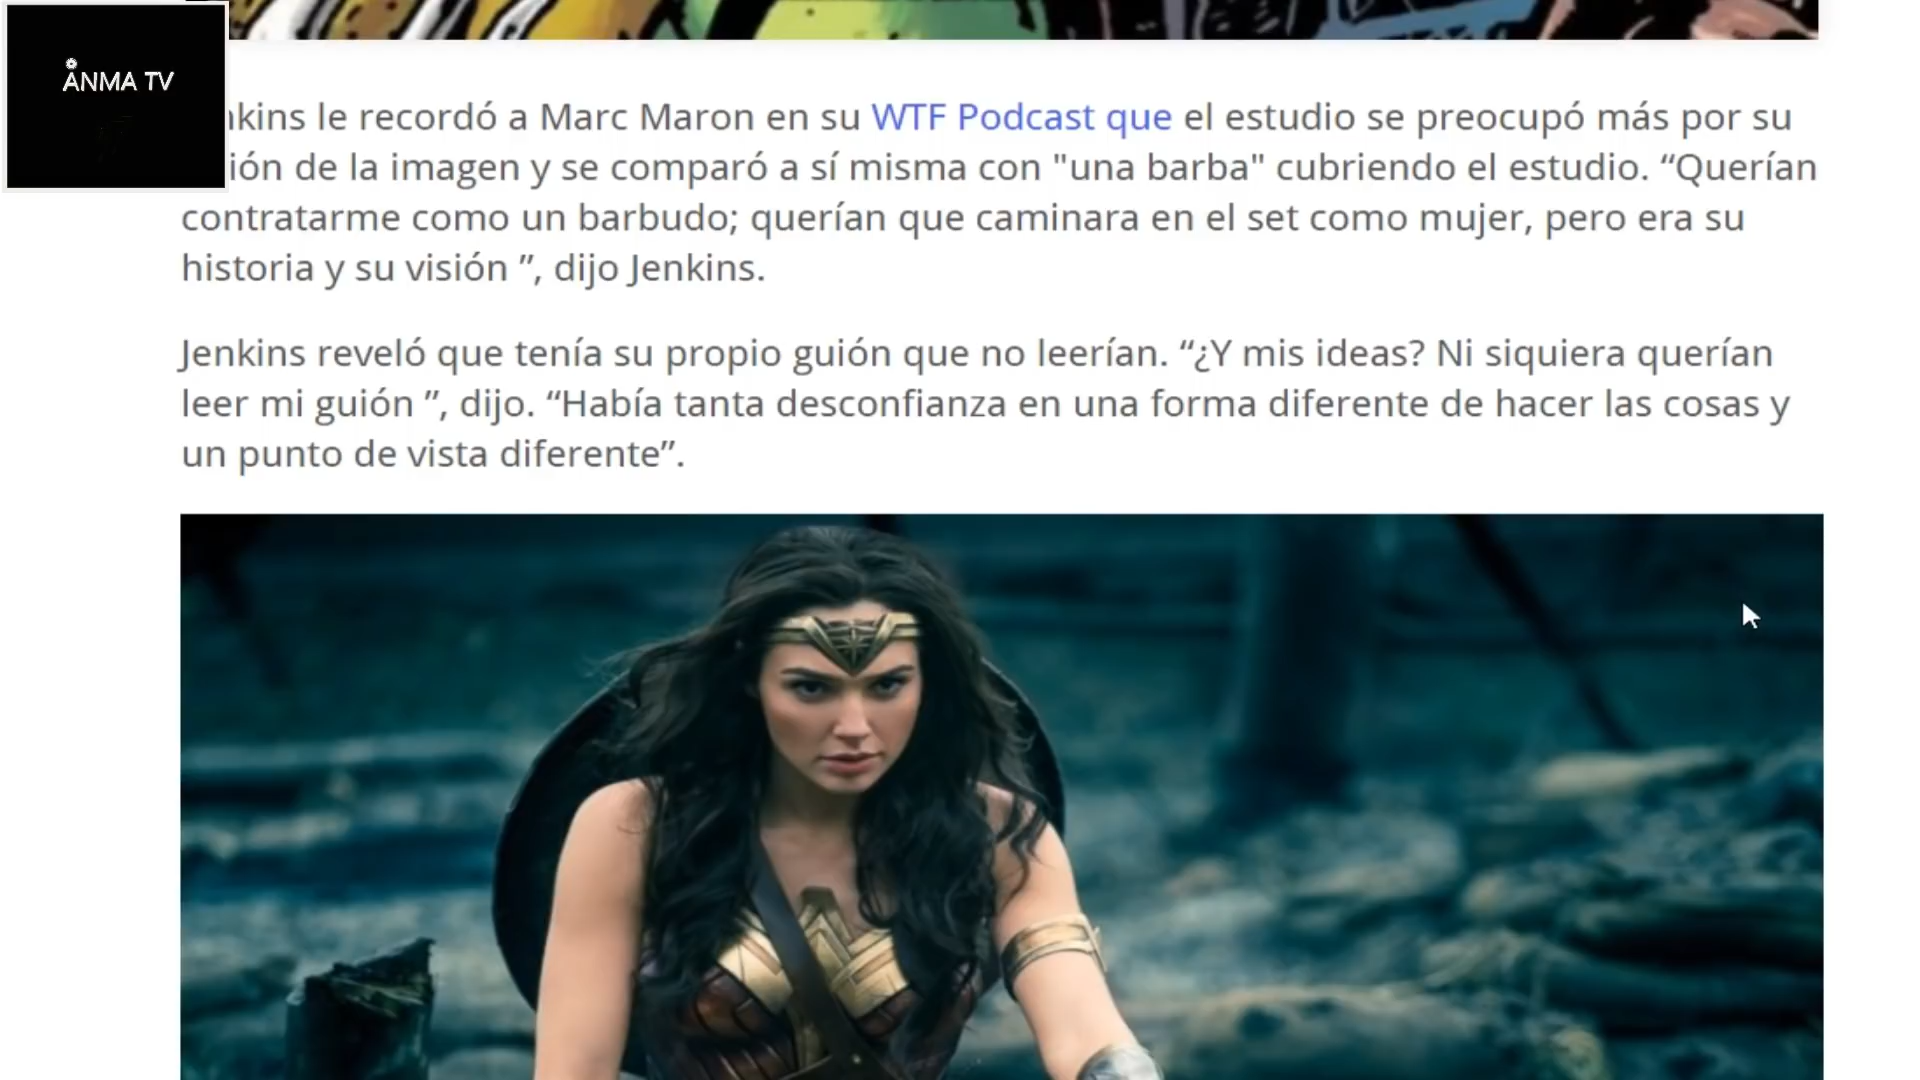 ANMA TV
nkins le recordó a Marc Maron en su WTF Podcast que el estudio se preocupó más por su
ión de la imagen y se comparó a sí misma con "una barba" cubriendo el estudio. “Querían
contratarme como un barbudo; querían que caminara en el set como mujer, pero era su
historia y su visión ”, dijo Jenkins.
Jenkins reveló que tenía su propio guión que no leerían. “¿Y mis ideas? Ni siquiera querían
leer mi guión ”, dijo. “Había tanta desconfianza en una forma diferente de hacer las cosas y
un punto de vista diferente”.